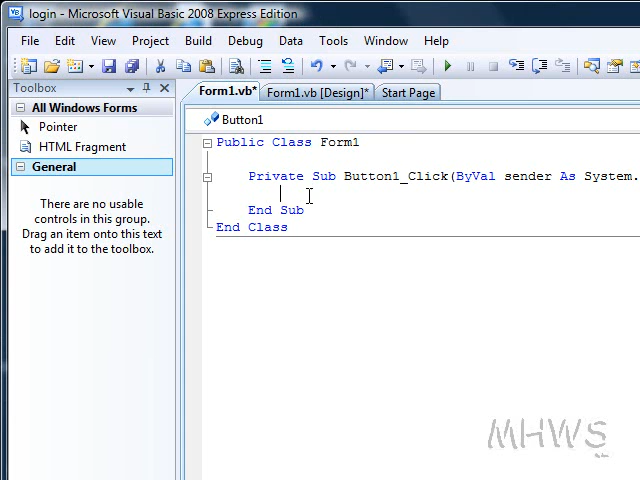 login - Microsoft Visual Basic 2008 Express Edition
File Edit View Project Build Debug Data Tools Window Help
Toolbox
Form1.vb* Form1.vb [Design]* Start Page
All Windows Forms
Pointer
HTML Fragment
General
There are no usable
controls in this group.
Drag an item onto this text
to add it to the toolbox.
Button1
Public Class Form1
Private Sub Button1_Click(ByVal sender As System.
End Sub
End Class
MHWS